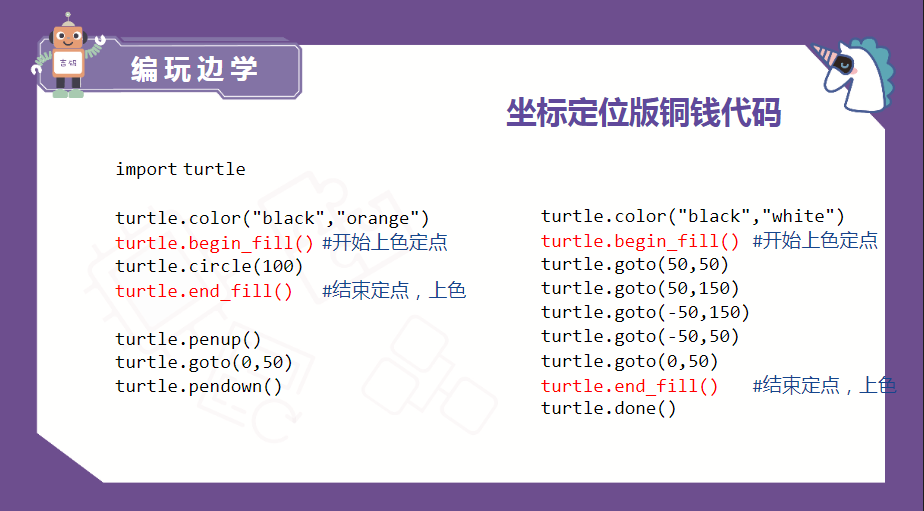 吉蚂
编玩边学
坐标定位版铜钱代码
import turtle
turtle.color("black","orange")
turtle.begin_fill() #开始上色定点
turtle.circle(100)
turtle.end_fill() #结束定点，上色
turtle.penup()
turtle.goto(0,50)
turtle.pendown()
turtle.color("black","white")
turtle.begin_fill() #开始上色定点
turtle.goto(50,50)
turtle.goto(50,150)
turtle.goto(-50,150)
turtle.goto(-50,50)
turtle.goto(0,50)
turtle.end_fill() #结束定点，上色
turtle.done()